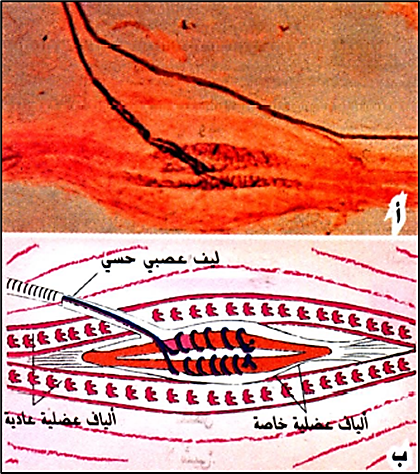 أ
ليف عصبي حسي
ألياف عضلية عادية
ألياف عضلية خاصة
ب